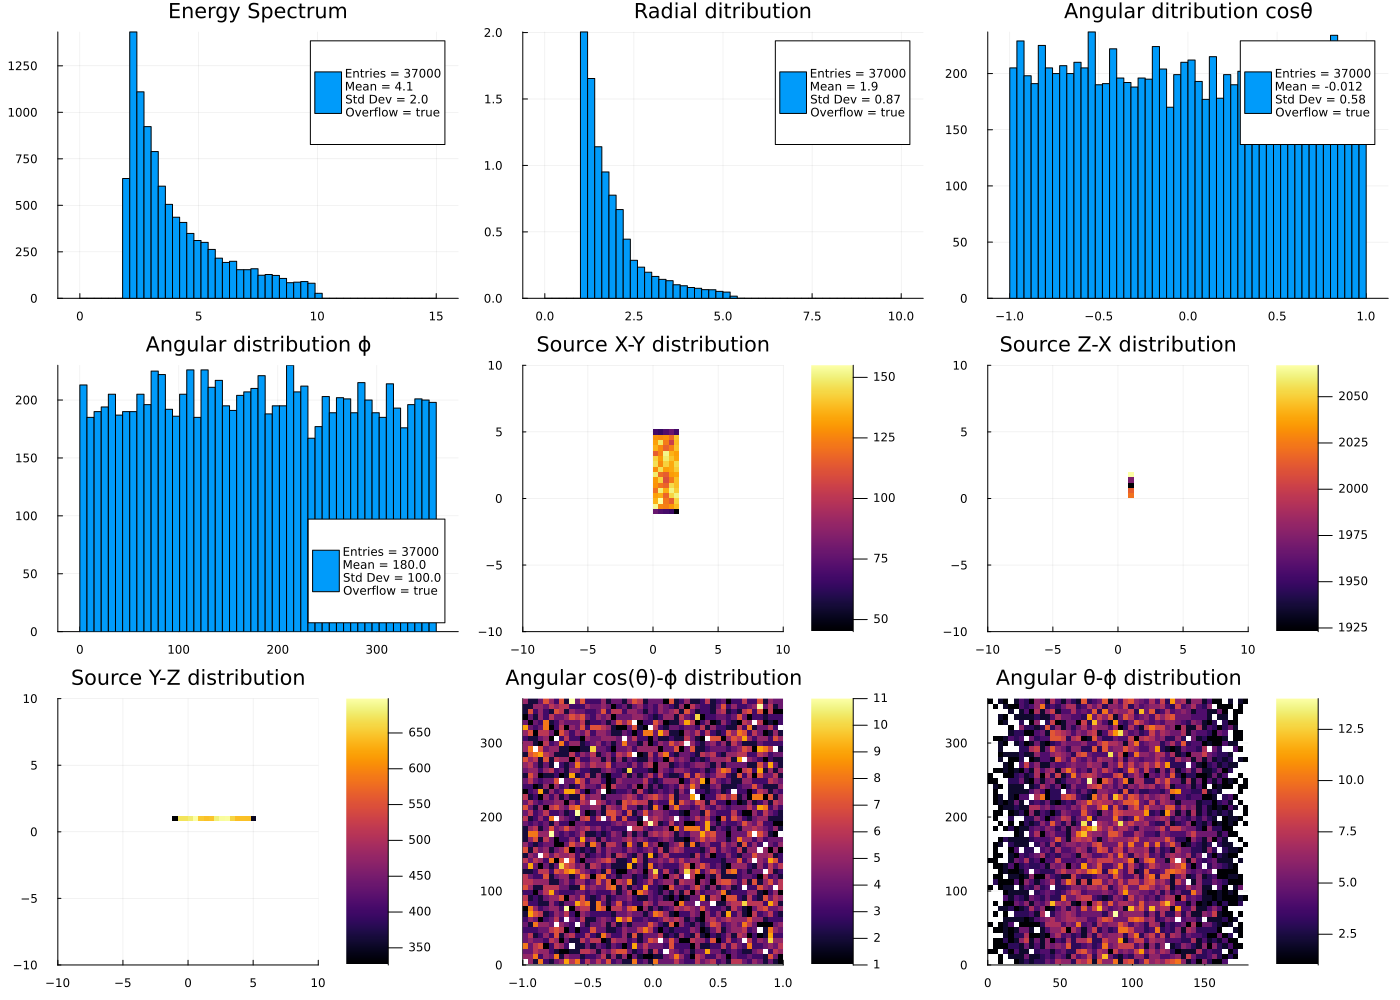 Energy Spectrum
1250
1000
750
500
250
0
0 5 10 15
Entries = 37000
Mean = 4.1
Std Dev = 2.0
Overflow = true
Radial ditribution
2.0
1.5
1.0
0.5
0.0
0.0 2.5 5.0 7.5 10.0
Entries = 37000
Mean = 1.9
Std Dev = 0.87
Overflow = true
Angular ditribution cosθ
200
150
100
50
0
−1.0 −0.5 0.0 0.5 1.0
Entries = 37000
Mean = -0.012
Std Dev = 0.58
Overflow = true
Angular distribution ϕ
200
150
100
50
0
0 100 200 300
Entries = 37000
Mean = 180.0
Std Dev = 100.0
Overflow = true
Source X-Y distribution
10
5
0
−5
−10
−10 −5 0 5 10
150
125
100
75
50
Source Z-X distribution
10
5
0
−5
−10
−10 −5 0 5 10
2050
2025
2000
1975
1950
1925
Source Y-Z distribution
10
5
0
−5
−10
−10 −5 0 5 10
650
600
550
500
450
400
350
Angular cos(θ)-ϕ distribution
300
200
100
0
−1.0 −0.5 0.0 0.5 1.0
11
10
9
8
7
6
5
4
3
2
1
Angular θ-ϕ distribution
300
200
100
0
0 50 100 150
12.5
10.0
7.5
5.0
2.5